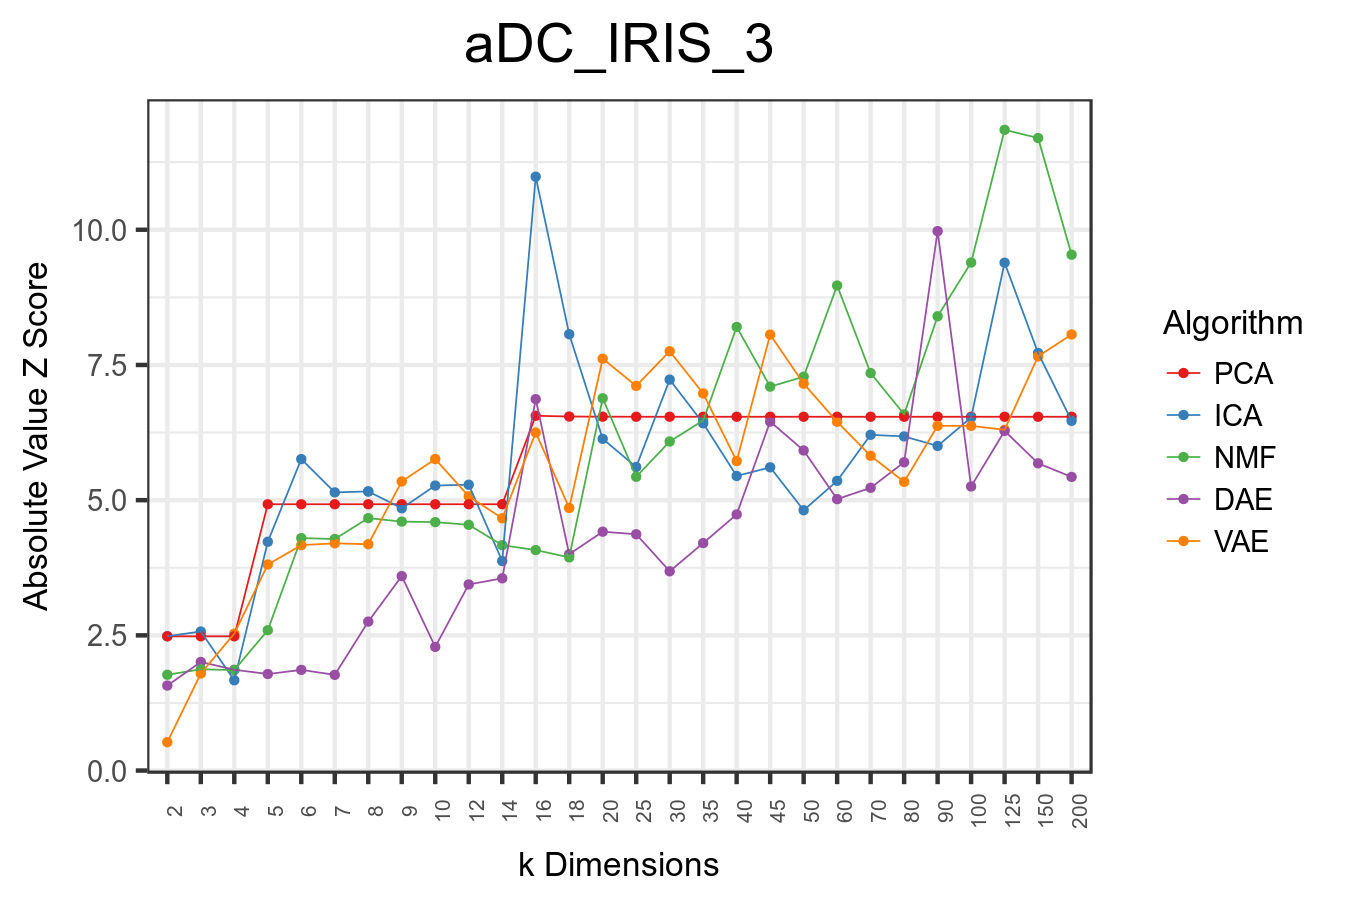 aDC_IRIS_3
Absolute Value Z Score
10.0
7.5
5.0
2.5
0.0
2 3 4 5 6 7 8 9 10 12 14 16 18 20 25 30 35 40 45 50 60 70 80 90 100 125 150 200
k Dimensions
Algorithm
PCA
ICA
NMF
DAE
VAE